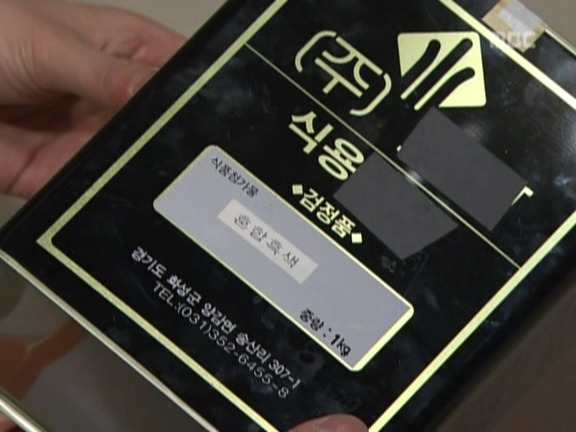 MBC
(주)
식용
◆검정품◆
식품첨가물
혼합흑색
중량 : 1kg
경기도 화성군 양감면 송산리 307-1
TEL:(031)352-6455~8